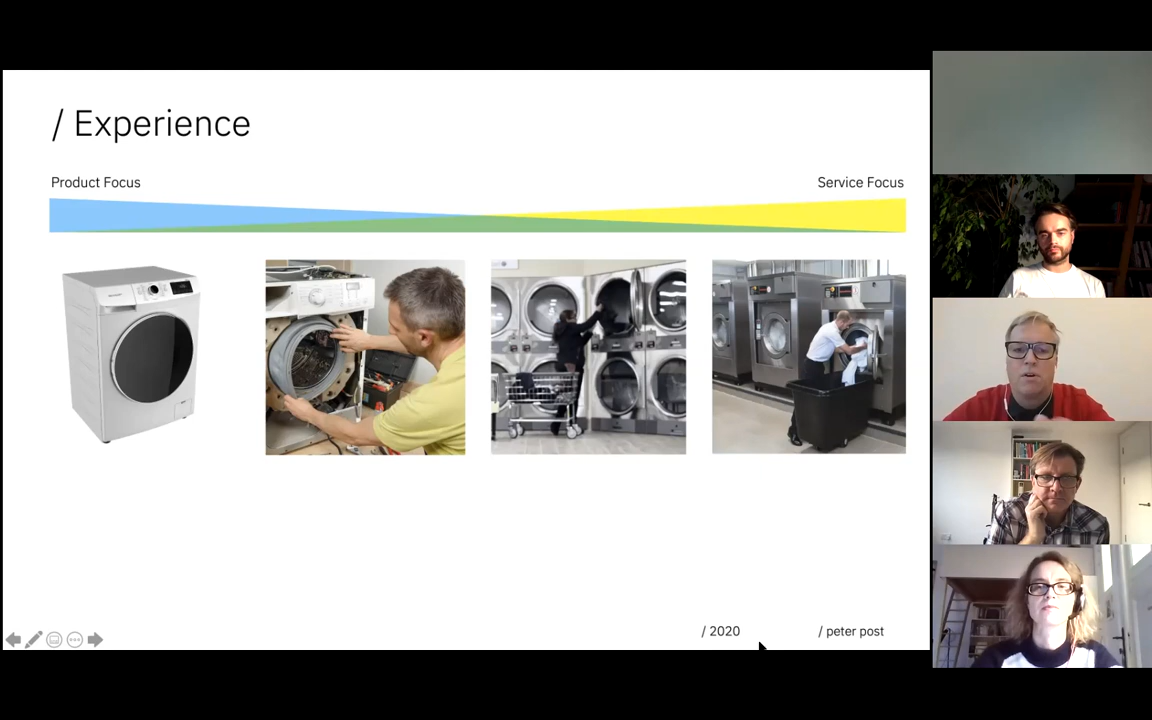 / Experience
Product Focus
Service Focus
/ 2020
/ peter post